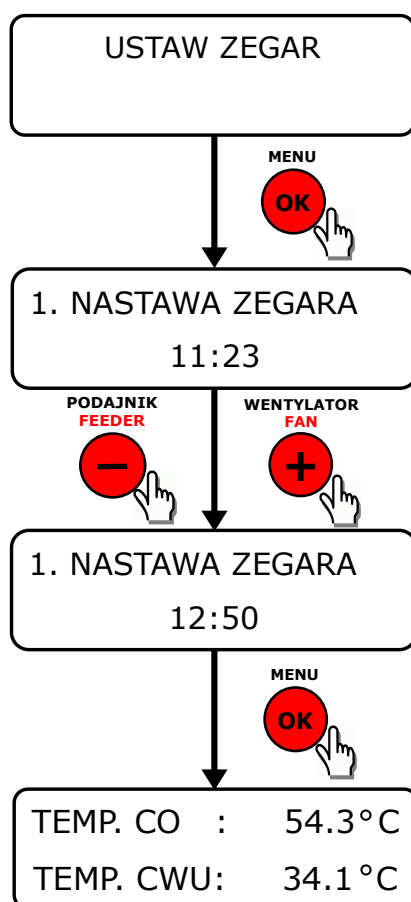 USTAW ZEGAR
MENU
OK
1. NASTAWA ZEGARA
11:23
PODAJNIK
FEEDER
WENTYLATOR
FAN
−
+
1. NASTAWA ZEGARA
12:50
MENU
OK
TEMP. CO : 54.3°C
TEMP. CWU: 34.1°C